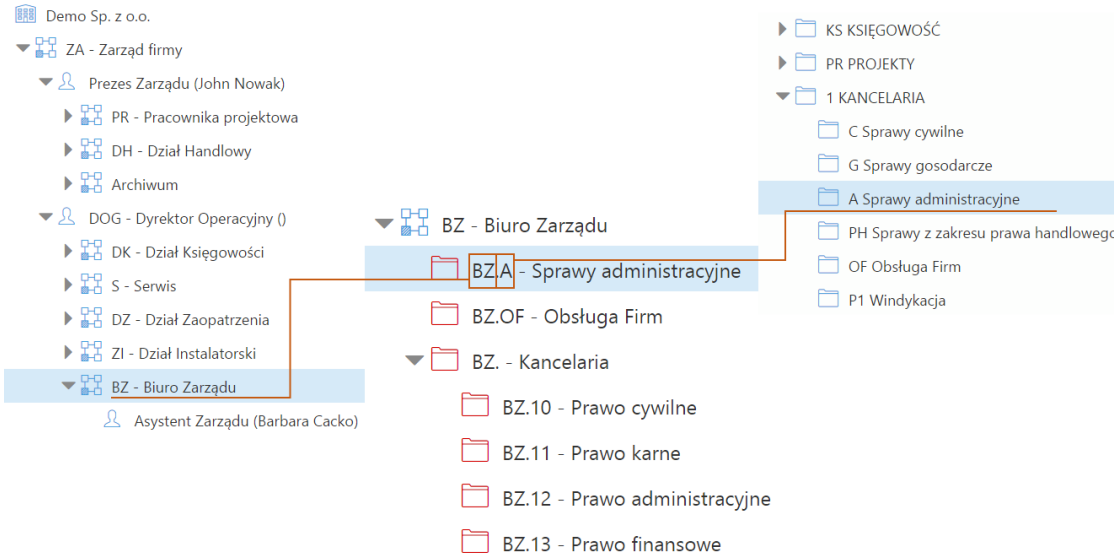 Demo Sp. z o.o.
ZA - Zarząd firmy
Prezes Zarządu (John Nowak)
PR - Pracownika projektowa
DH - Dział Handlowy
Archiwum
DOG - Dyrektor Operacyjny ()
DK - Dział Księgowości
S - Serwis
DZ - Dział Zaopatrzenia
ZI - Dział Instalatorski
BZ - Biuro Zarządu
Asystent Zarządu (Barbara Cacko)
BZ - Biuro Zarządu
BZ.A - Sprawy administracyjne
BZ.OF - Obsługa Firm
BZ. - Kancelaria
BZ.10 - Prawo cywilne
BZ.11 - Prawo karne
BZ.12 - Prawo administracyjne
BZ.13 - Prawo finansowe
KS KSIĘGOWOŚĆ
PR PROJEKTY
1 KANCELARIA
C Sprawy cywilne
G Sprawy gosodarcze
A Sprawy administracyjne
PH Sprawy z zakresu prawa handlowego
OF Obsługa Firm
P1 Windykacja